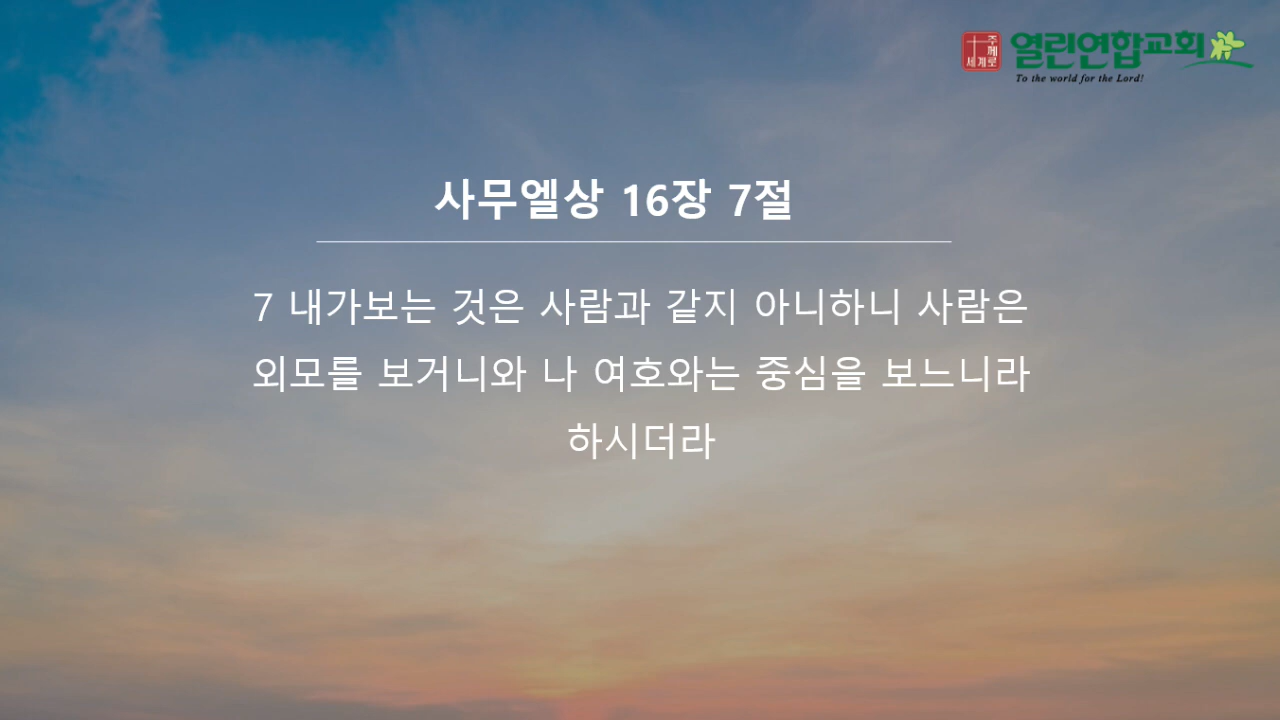 주께
세계로
열린연합교회
To the world for the Lord!
사무엘상 16장 7절
7 내가보는 것은 사람과 같지 아니하니 사람은
외모를 보거니와 나 여호와는 중심을 보느니라
하시더라